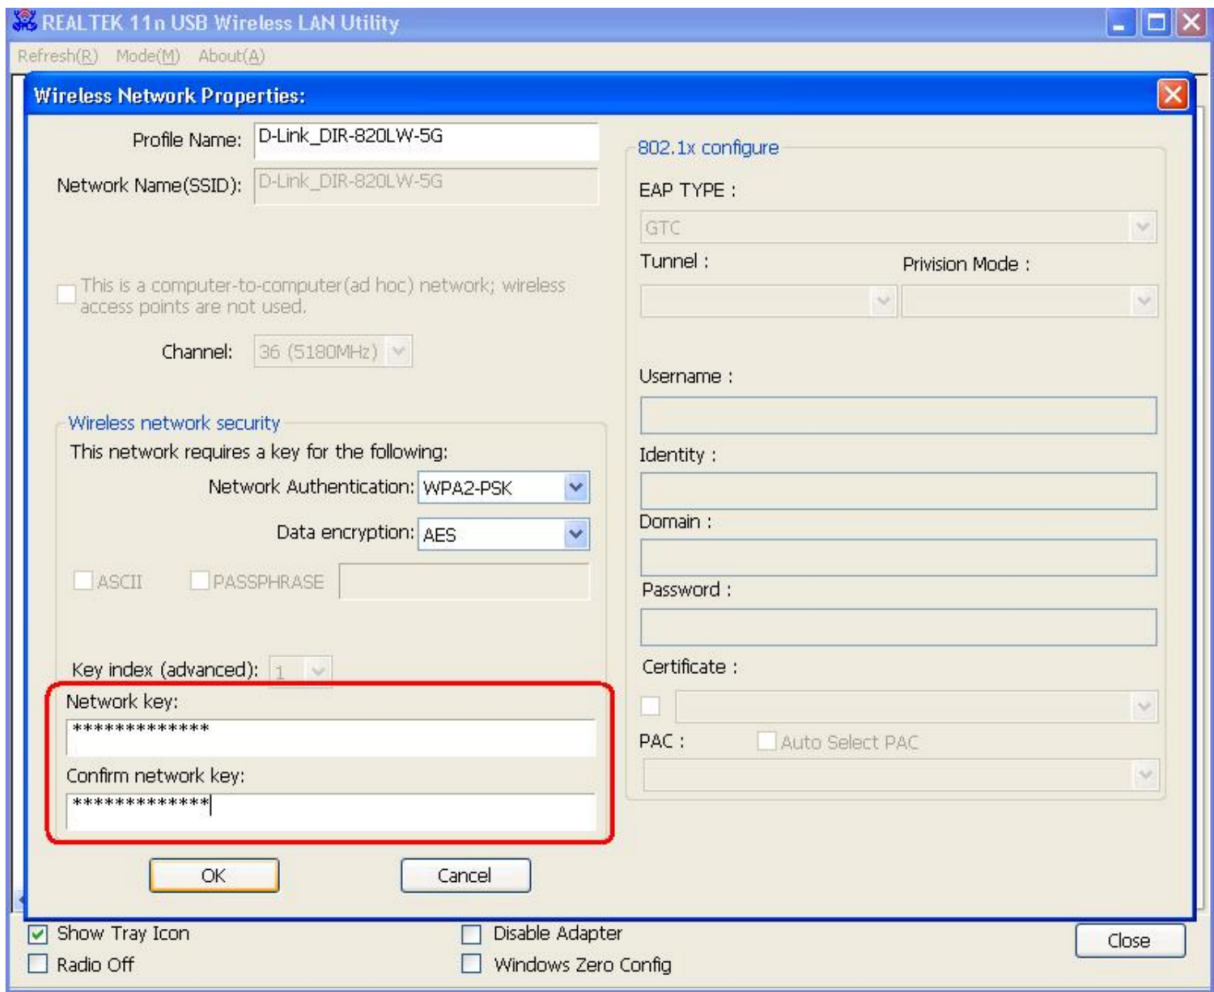 REALTEK 11n USB Wireless LAN Utility
Refresh(R) Mode(M) About(A)
Wireless Network Properties:
Profile Name: D-Link_DIR-820LW-5G
Network Name(SSID): D-Link_DIR-820LW-5G
This is a computer-to-computer(ad hoc) network; wireless
access points are not used.
Channel: 36 (5180MHz)
Wireless network security
This network requires a key for the following:
Network Authentication: WPA2-PSK
Data encryption: AES
ASCII PASSPHRASE
Key index (advanced): 1
Network key:
*************
Confirm network key:
*************
OK Cancel
802.1x configure
EAP TYPE :
GTC
Tunnel : Privision Mode :
Username :
Identity :
Domain :
Password :
Certificate :
PAC : Auto Select PAC
Show Tray Icon Disable Adapter
Radio Off Windows Zero Config
Close